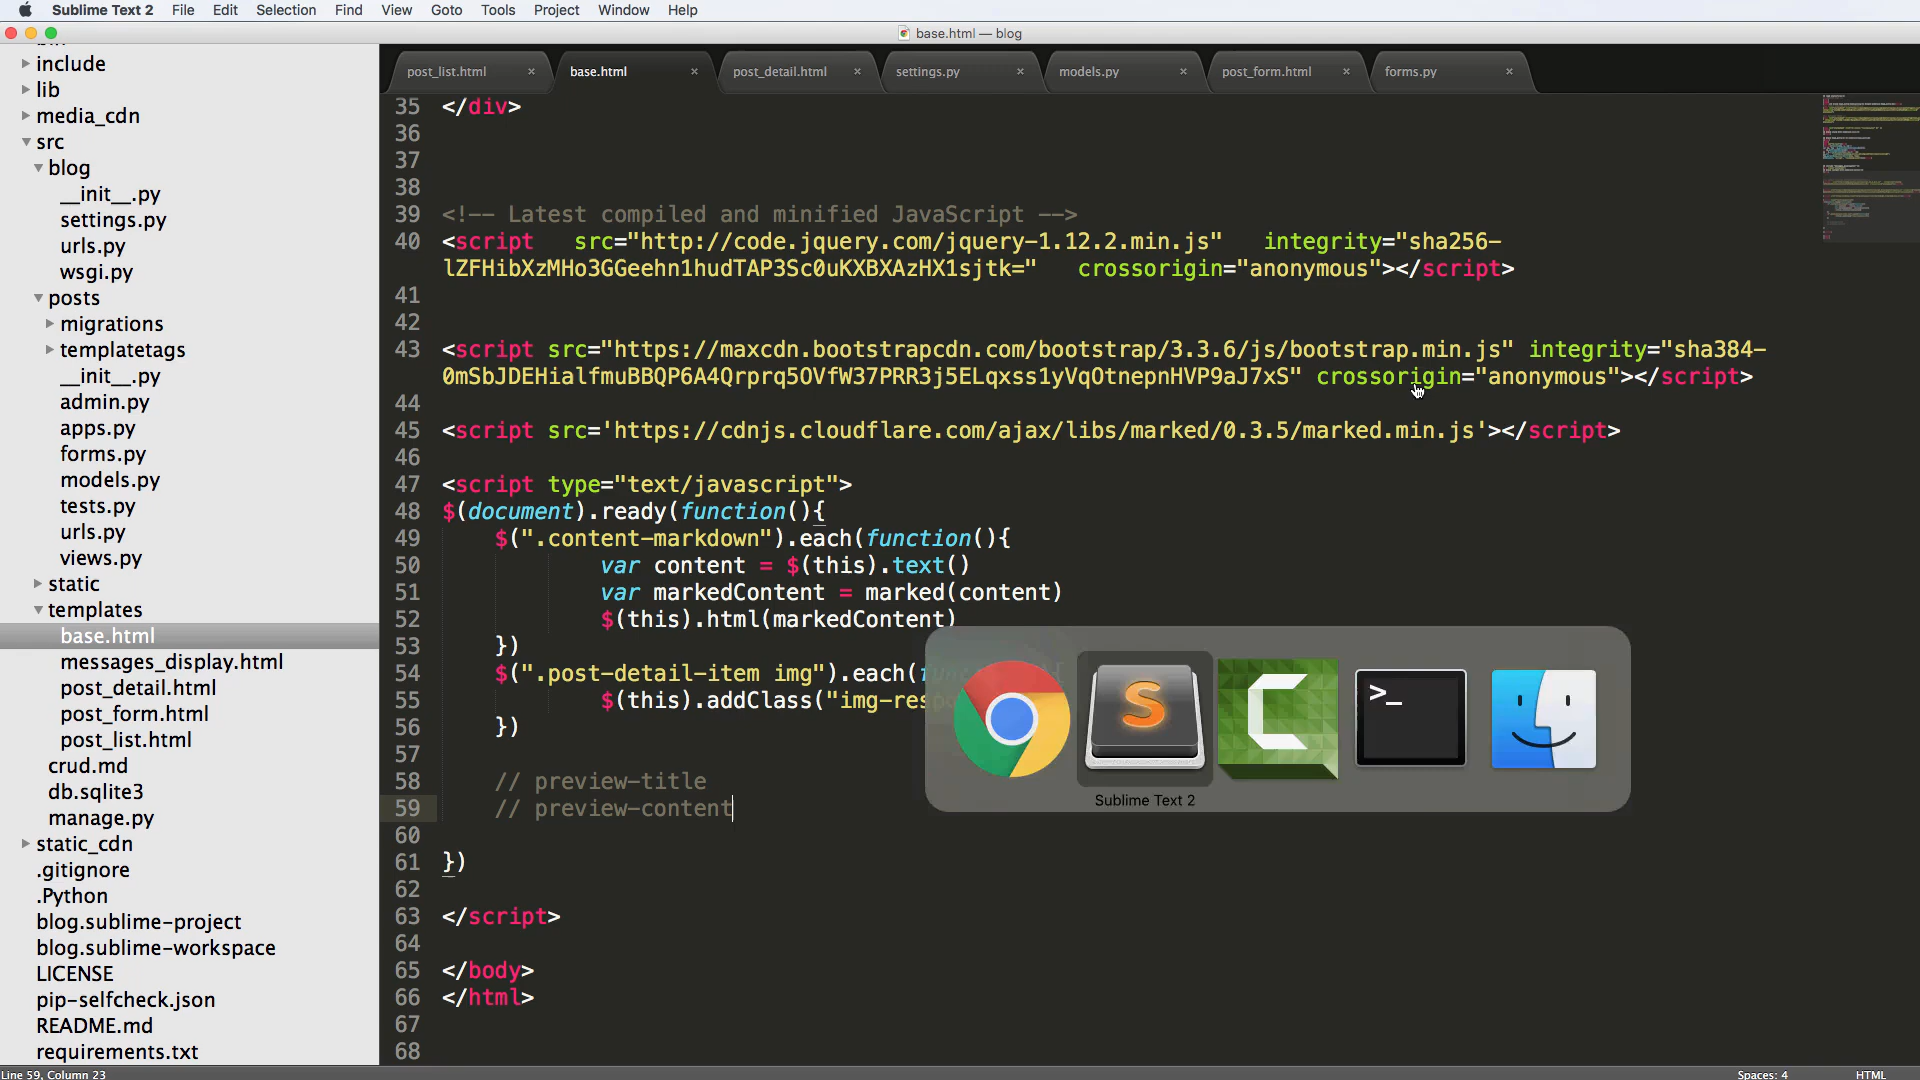 Sublime Text 2 File Edit Selection Find View Goto Tools Project Window Help
base.html — blog
include
lib
media_cdn
src
blog
__init__.py
settings.py
urls.py
wsgi.py
posts
migrations
templatetags
__init__.py
admin.py
apps.py
forms.py
models.py
tests.py
urls.py
views.py
static
templates
base.html
messages_display.html
post_detail.html
post_form.html
post_list.html
crud.md
db.sqlite3
manage.py
static_cdn
.gitignore
.Python
blog.sublime-project
blog.sublime-workspace
LICENSE
pip-selfcheck.json
README.md
requirements.txt
post_list.html × base.html × post_detail.html × settings.py × models.py × post_form.html × forms.py ×
35 </div>
36
37
38
39 <!-- Latest compiled and minified JavaScript -->
40 <script src="http://code.jquery.com/jquery-1.12.2.min.js" integrity="sha256-
lZFHibXzMHo3GGeehn1hudTAP3Sc0uKXBXAzHX1sjtk=" crossorigin="anonymous"></script>
41
42
43 <script src="https://maxcdn.bootstrapcdn.com/bootstrap/3.3.6/js/bootstrap.min.js" integrity="sha384-
0mSbJDEHialfmuBBQP6A4Qrprq5OVfW37PRR3j5ELqxss1yVqOtnepnHVP9aJ7xS" crossorigin="anonymous"></script>
44
45 <script src='https://cdnjs.cloudflare.com/ajax/libs/marked/0.3.5/marked.min.js'></script>
46
47 <script type="text/javascript">
48 $(document).ready(function(){
49 $(".content-markdown").each(function(){
50 var content = $(this).text()
51 var markedContent = marked(content)
52 $(this).html(markedContent)
53 })
54 $(".post-detail-item img").each(function(){
55 $(this).addClass("img-respo
56 })
57
58 // preview-title
59 // preview-content
60
61 })
62
63 </script>
64
65 </body>
66 </html>
67
68
Sublime Text 2
Line 59, Column 23 Spaces: 4 HTML